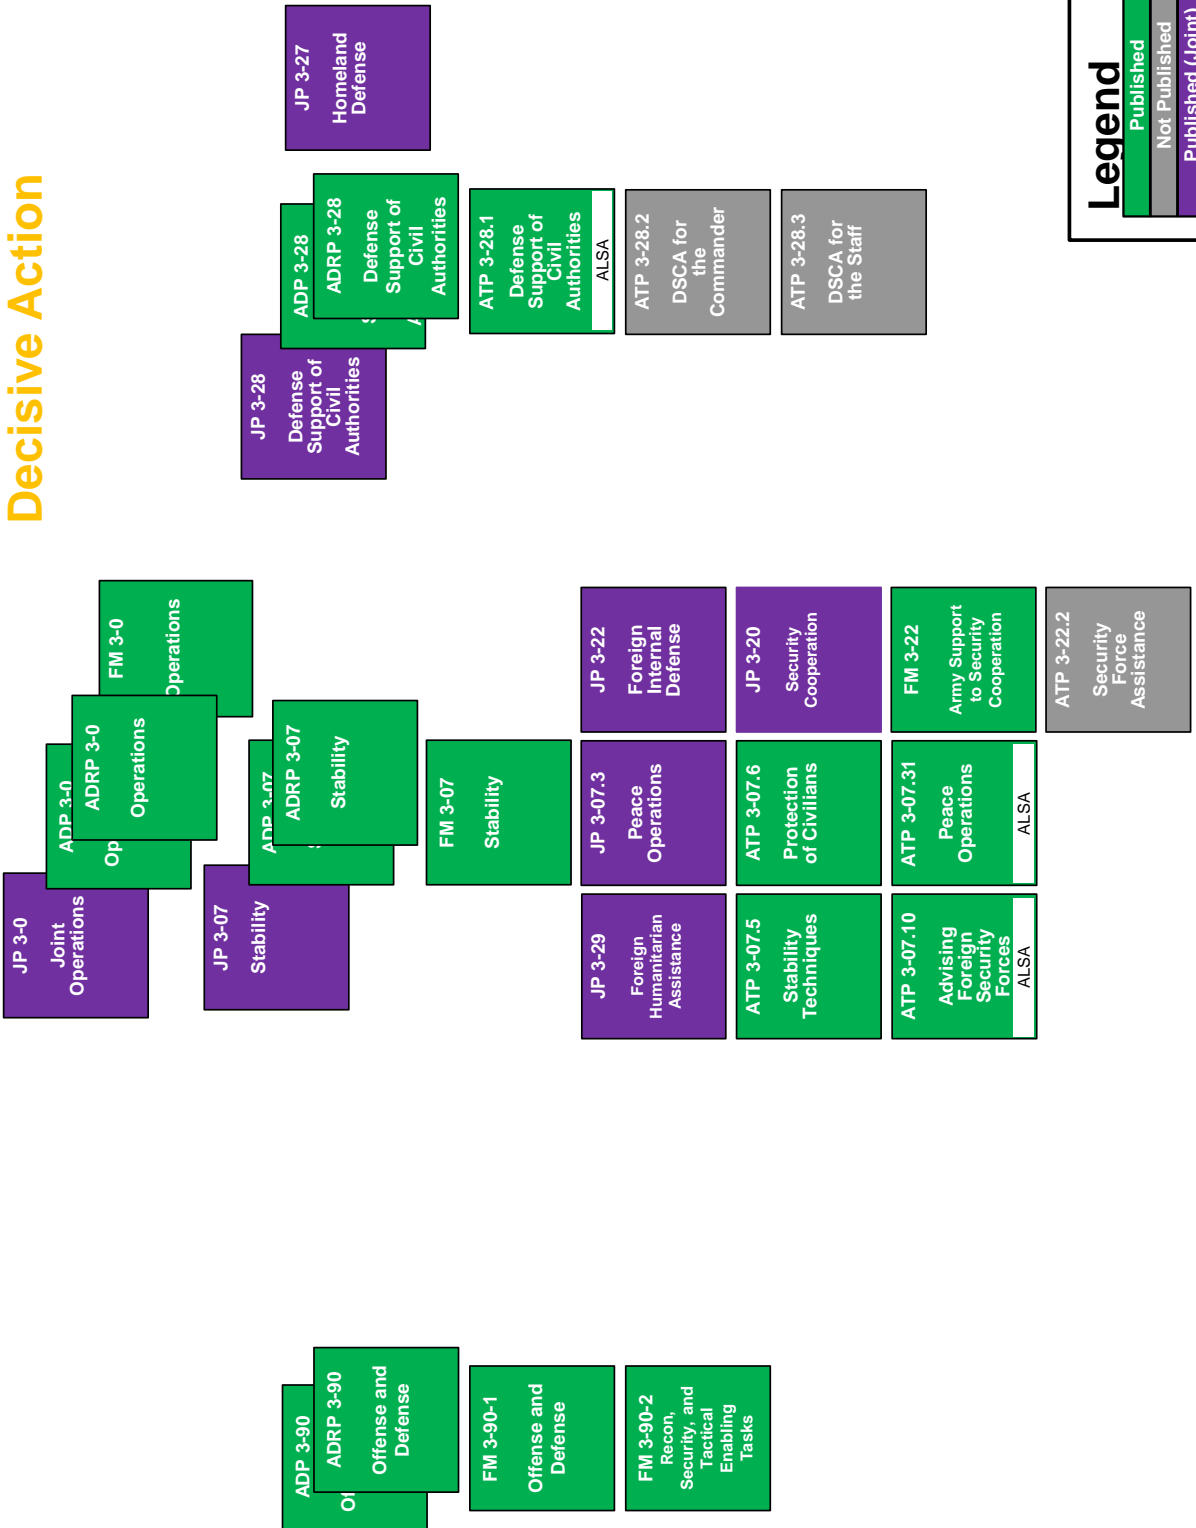 Decisive Action
JP 3-0
Joint
Operations
ADP 3-0
Op
ADRP 3-0
Operations
FM 3-0
Operations
ADP 3-90
Of
ADRP 3-90
Offense and
Defense
FM 3-90-1
Offense and
Defense
FM 3-90-2
Recon,
Security, and
Tactical
Enabling
Tasks
JP 3-07
Stability
ADP 3-07
ADRP 3-07
Stability
FM 3-07
Stability
JP 3-29
Foreign
Humanitarian
Assistance
JP 3-07.3
Peace
Operations
JP 3-22
Foreign
Internal
Defense
ATP 3-07.5
Stability
Techniques
ATP 3-07.6
Protection
of Civilians
JP 3-20
Security
Cooperation
ATP 3-07.10
Advising
Foreign
Security
Forces
ALSA
ATP 3-07.31
Peace
Operations
ALSA
FM 3-22
Army Support
to Security
Cooperation
ATP 3-22.2
Security
Force
Assistance
JP 3-28
Defense
Support of
Civil
Authorities
ADP 3-28
ADRP 3-28
Defense
Support of
Civil
Authorities
JP 3-27
Homeland
Defense
ATP 3-28.1
Defense
Support of
Civil
Authorities
ALSA
ATP 3-28.2
DSCA for
the
Commander
ATP 3-28.3
DSCA for
the Staff
Legend
Published
Not Published
Published (Joint)